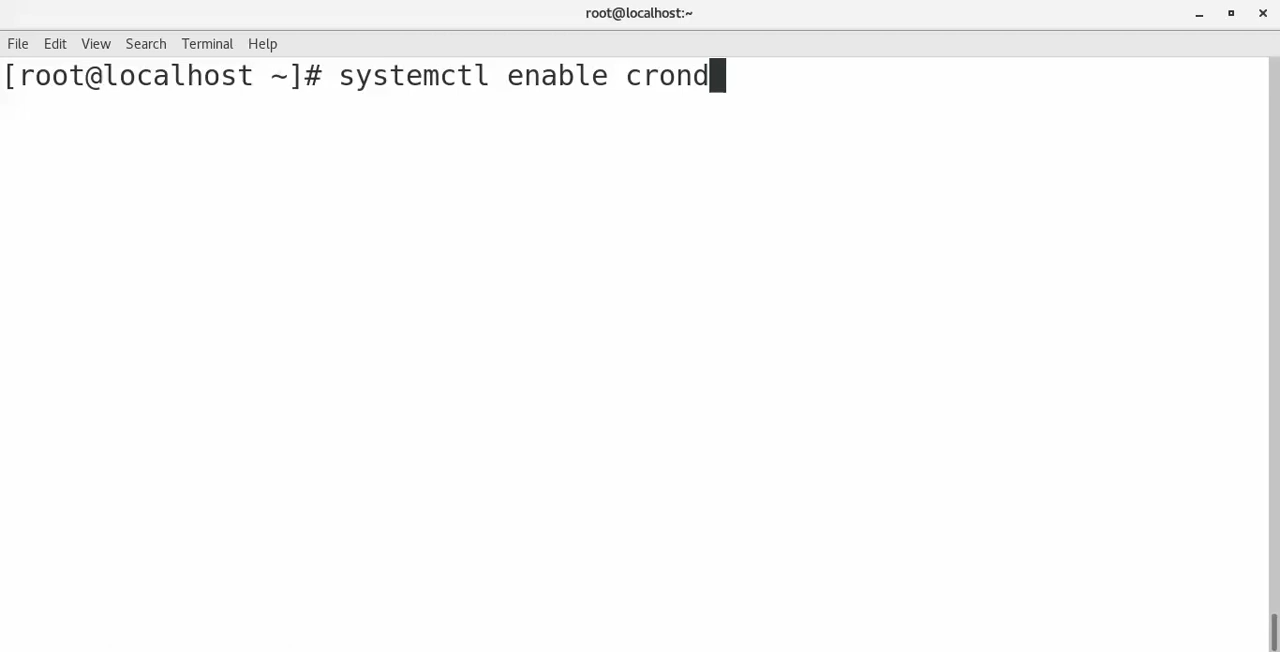 root@localhost:~
File Edit View Search Terminal Help
[root@localhost ~]# systemctl enable crond